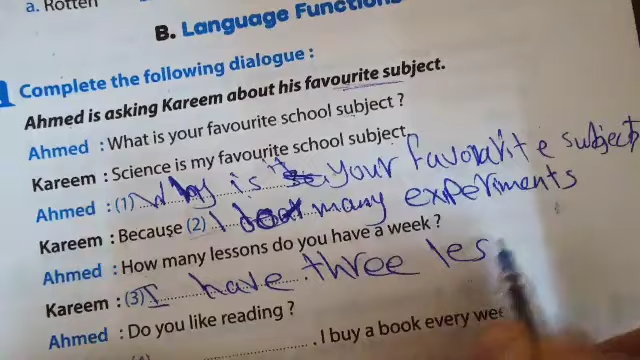 a. Rotten
B. Language Functions
Complete the following dialogue :
Ahmed is asking Kareem about his favourite subject.
Ahmed : What is your favourite school subject ?
Kareem : Science is my favourite school subject
Ahmed : (1) Why is your favorarite subject
Kareem : Because (2) I many experiments
Ahmed : How many lessons do you have a week ?
Kareem : (3) I have three les
Ahmed : Do you like reading ?
. I buy a book every wee